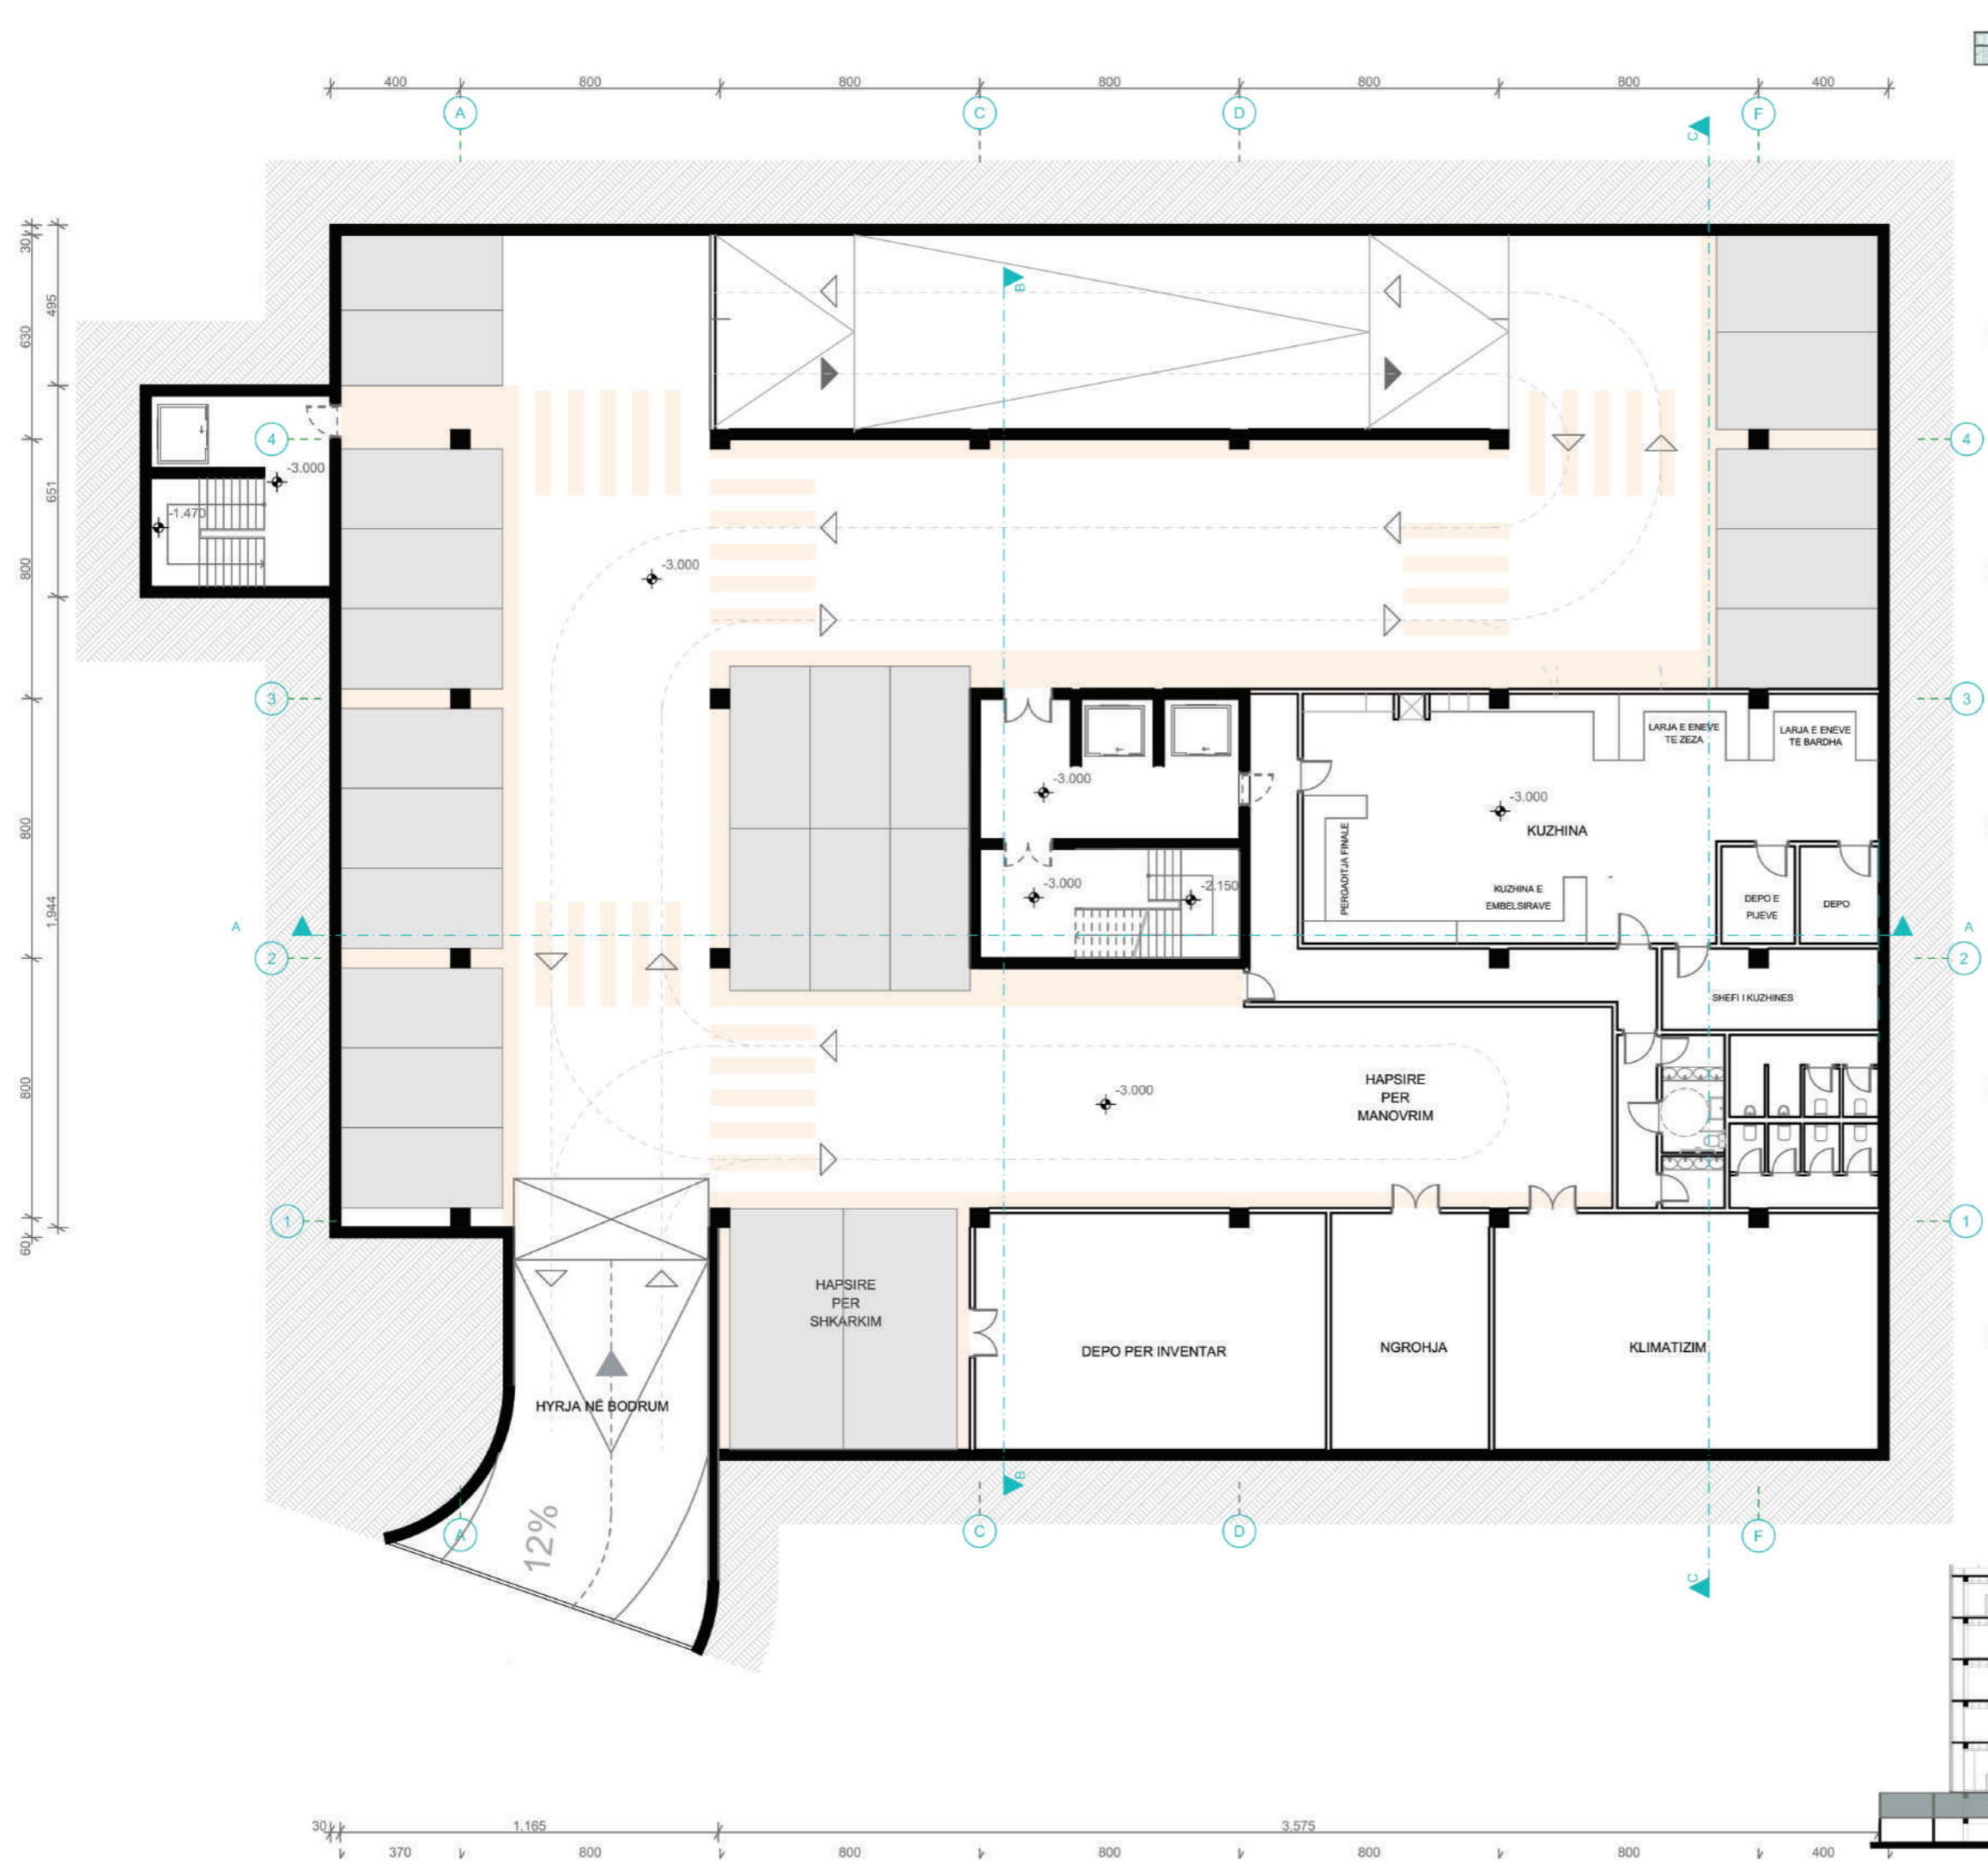 400 800 800 800 800 800 400
A C D F
C
30
495
630
B
4 4
-3.000
651
-1.470
800
-3.000
3 3
LARJA E ENEVE
TE ZEZA
LARJA E ENEVE
TE BARDHA
-3.000
-3.000
KUZHINA
800
PERGADITJA FINALE
-3.000
-2.150
KUZHINA E
EMBELSIRAVE
DEPO E
PIJEVE
DEPO
1,944
A A
2 2
SHEFI I KUZHINES
800
-3.000
HAPSIRE
PER
MANOVRIM
1 1
60
HAPSIRE
PER
SHKARKIM
DEPO PER INVENTAR
NGROHJA
KLIMATIZIM
HYRJA NË BODRUM
B
12%
A C D F
C
30 1,165 3,575
370 800 800 800 800 800 400